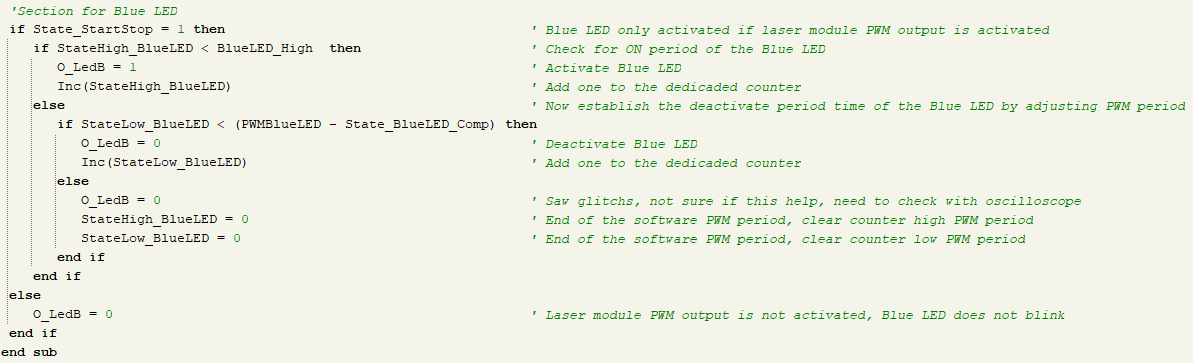 'Section for Blue LED
if State_StartStop = 1 then ' Blue LED only activated if laser module PWM output is activated
if StateHigh_BlueLED < BlueLED_High then ' Check for ON period of the Blue LED
O_LedB = 1 ' Activate Blue LED
Inc(StateHigh_BlueLED) ' Add one to the dedicaded counter
else ' Now establish the deactivate period time of the Blue LED by adjusting PWM period
if StateLow_BlueLED < (PWMBlueLED - State_BlueLED_Comp) then
O_LedB = 0 ' Deactivate Blue LED
Inc(StateLow_BlueLED) ' Add one to the dedicaded counter
else
O_LedB = 0 ' Saw glitchs, not sure if this help, need to check with oscilloscope
StateHigh_BlueLED = 0 ' End of the software PWM period, clear counter high PWM period
StateLow_BlueLED = 0 ' End of the software PWM period, clear counter low PWM period
end if
end if
else
O_LedB = 0 ' Laser module PWM output is not activated, Blue LED does not blink
end if
end sub